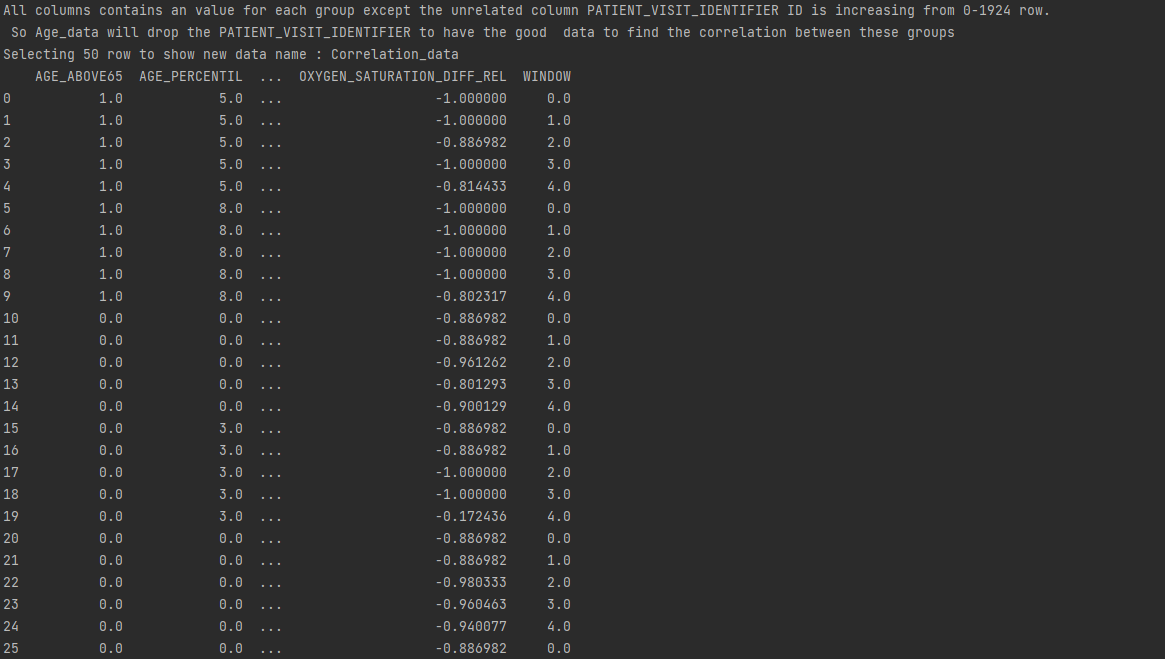 All columns contains an value for each group except the unrelated column PATIENT_VISIT_IDENTIFIER ID is increasing from 0-1924 row.
 So Age_data will drop the PATIENT_VISIT_IDENTIFIER to have the good  data to find the correlation between these groups
Selecting 50 row to show new data name : Correlation_data
    AGE_ABOVE65  AGE_PERCENTIL  ...  OXYGEN_SATURATION_DIFF_REL  WINDOW
0           1.0            5.0  ...                   -1.000000     0.0
1           1.0            5.0  ...                   -1.000000     1.0
2           1.0            5.0  ...                   -0.886982     2.0
3           1.0            5.0  ...                   -1.000000     3.0
4           1.0            5.0  ...                   -0.814433     4.0
5           1.0            8.0  ...                   -1.000000     0.0
6           1.0            8.0  ...                   -1.000000     1.0
7           1.0            8.0  ...                   -1.000000     2.0
8           1.0            8.0  ...                   -1.000000     3.0
9           1.0            8.0  ...                   -0.802317     4.0
10          0.0            0.0  ...                   -0.886982     0.0
11          0.0            0.0  ...                   -0.886982     1.0
12          0.0            0.0  ...                   -0.961262     2.0
13          0.0            0.0  ...                   -0.801293     3.0
14          0.0            0.0  ...                   -0.900129     4.0
15          0.0            3.0  ...                   -0.886982     0.0
16          0.0            3.0  ...                   -0.886982     1.0
17          0.0            3.0  ...                   -1.000000     2.0
18          0.0            3.0  ...                   -1.000000     3.0
19          0.0            3.0  ...                   -0.172436     4.0
20          0.0            0.0  ...                   -0.886982     0.0
21          0.0            0.0  ...                   -0.886982     1.0
22          0.0            0.0  ...                   -0.980333     2.0
23          0.0            0.0  ...                   -0.960463     3.0
24          0.0            0.0  ...                   -0.940077     4.0
25          0.0            0.0  ...                   -0.886982     0.0